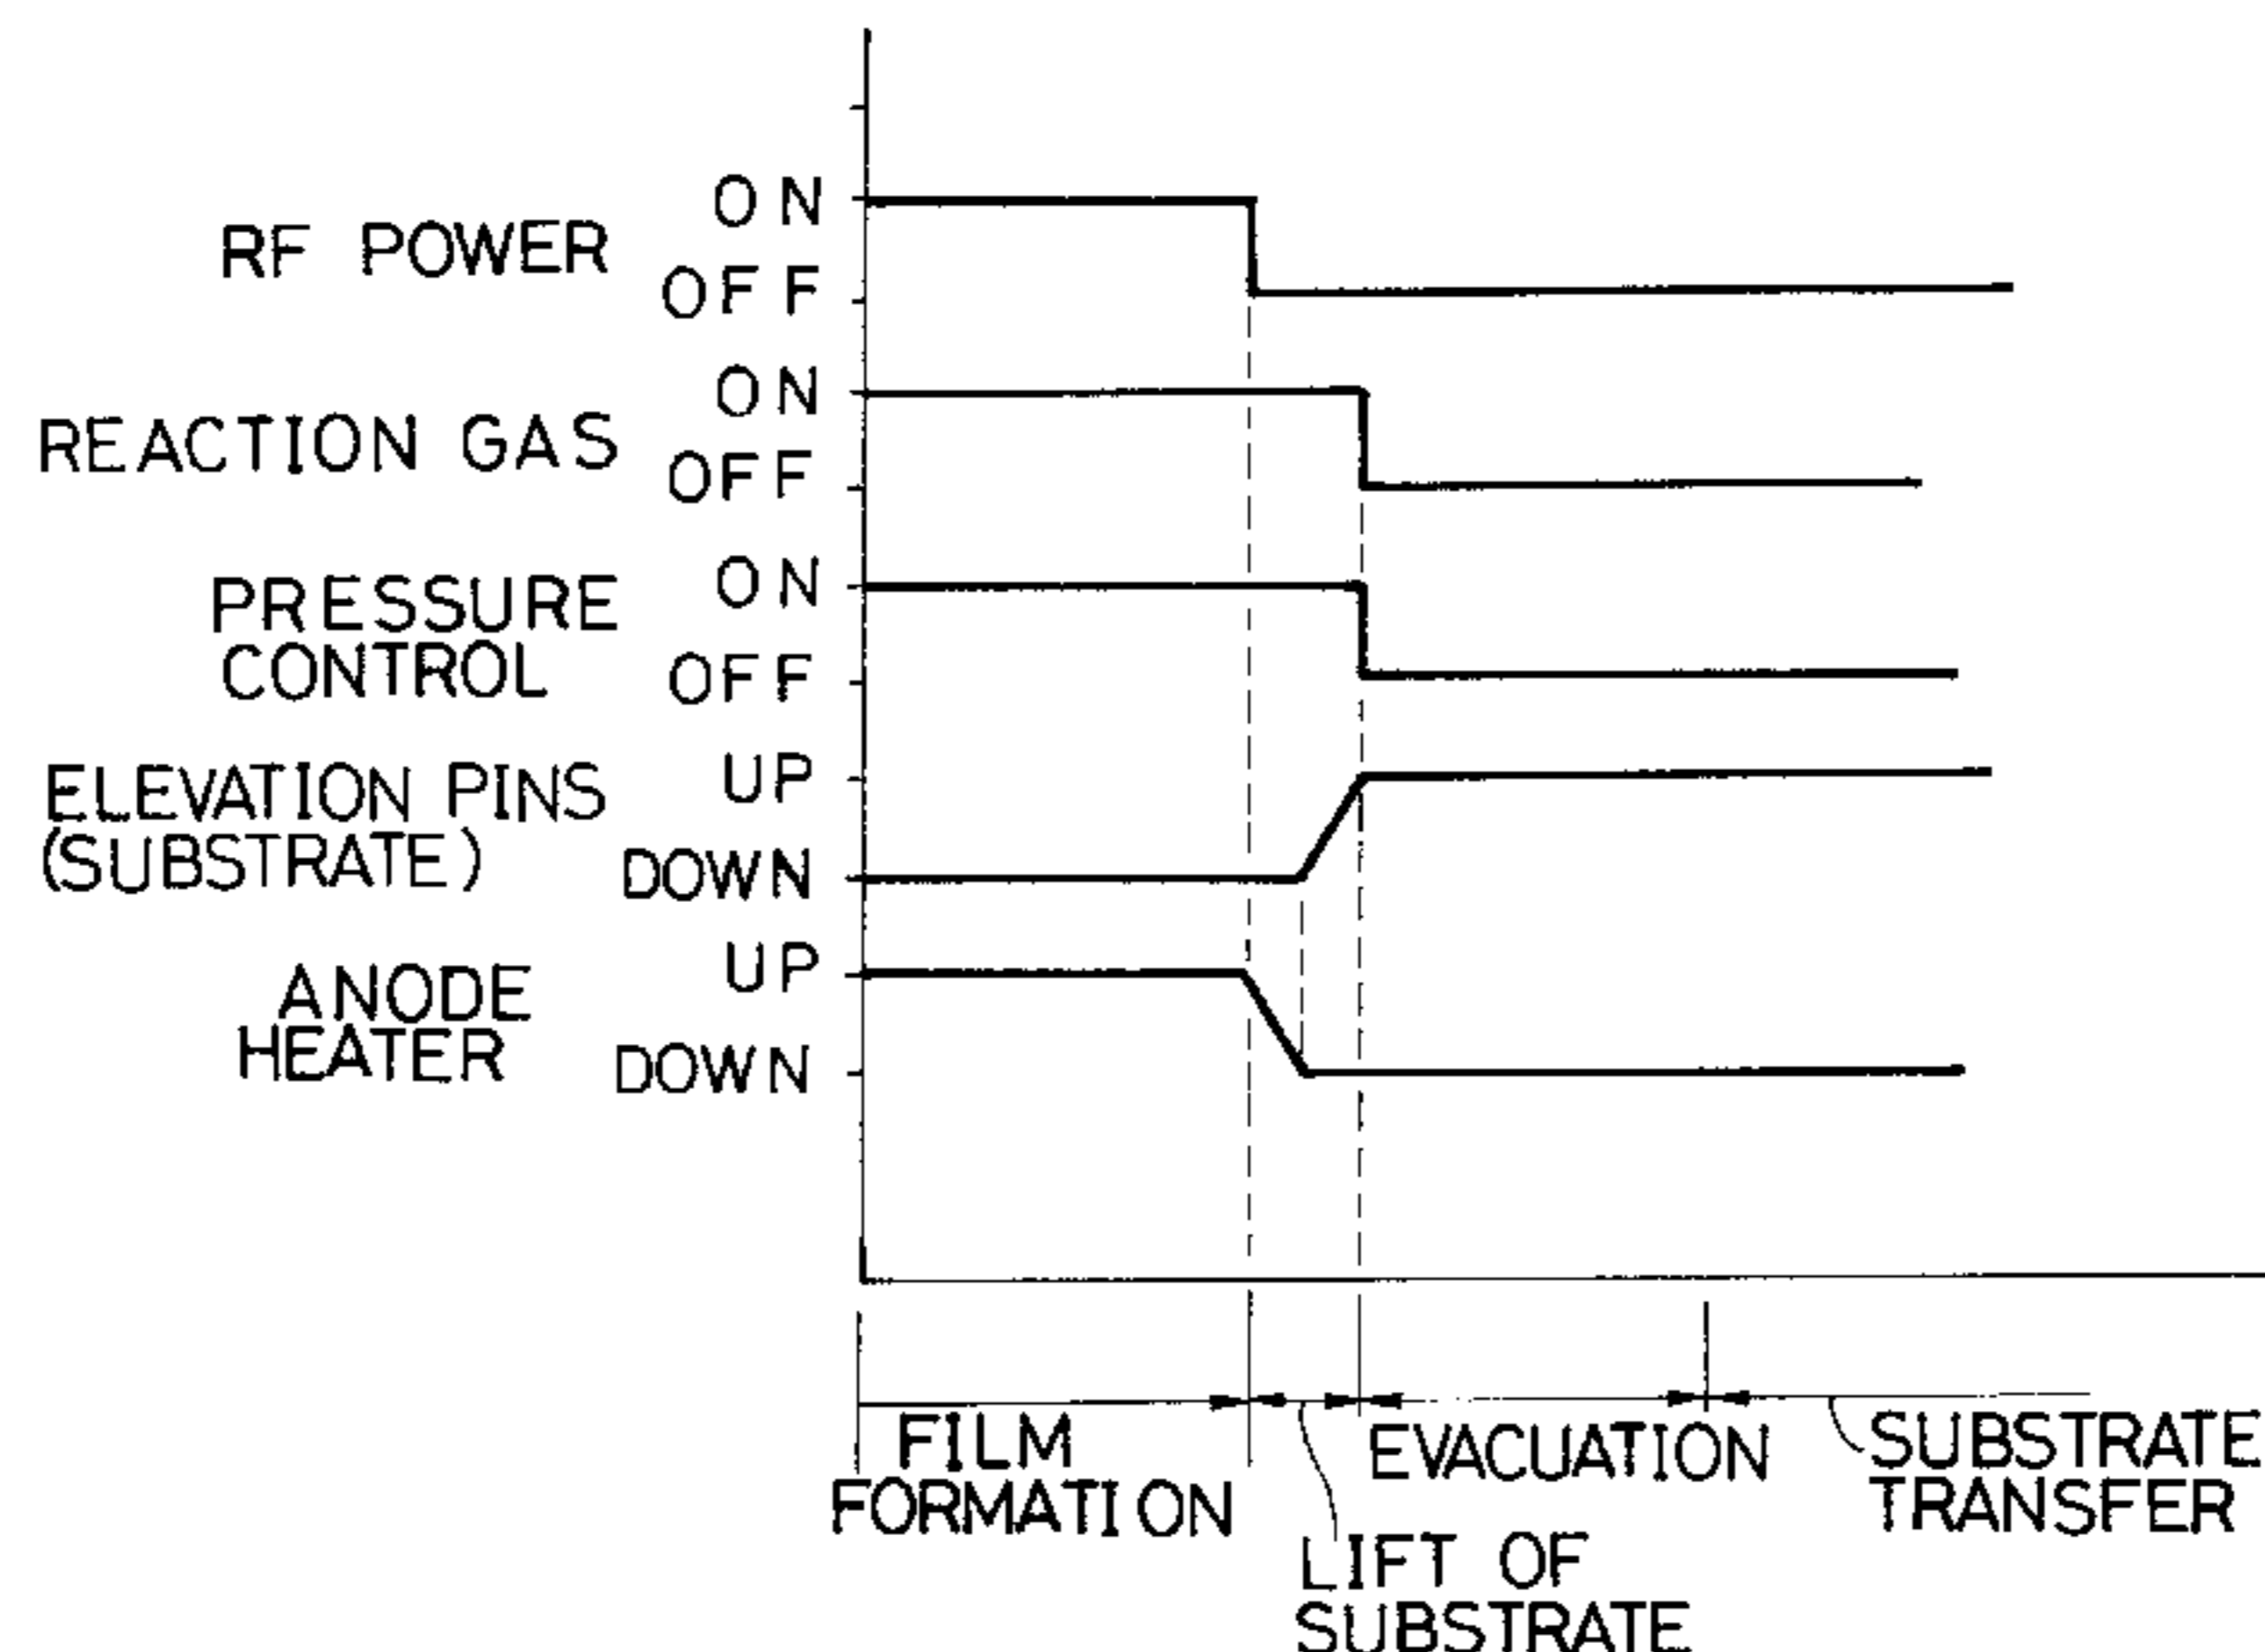 RF POWER
ON
OFF
REACTION GAS
ON
OFF
PRESSURE
CONTROL
ON
OFF
ELEVATION PINS
(SUBSTRATE)
UP
DOWN
ANODE
HEATER
UP
DOWN
FILM
FORMATION
LIFT OF
SUBSTRATE
EVACUATION
SUBSTRATE
TRANSFER